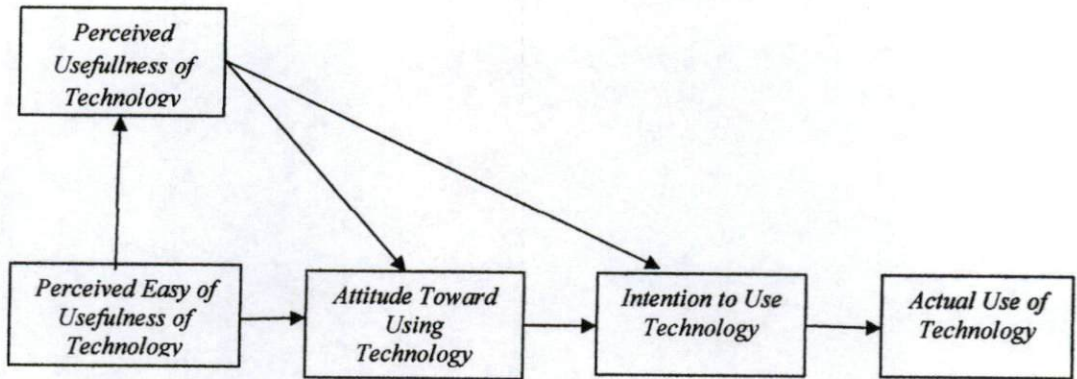 Perceived
Usefullness of
Technology
Perceived Easy of
Usefulness of
Technology
Attitude Toward
Using
Technology
Intention to Use
Technology
Actual Use of
Technology